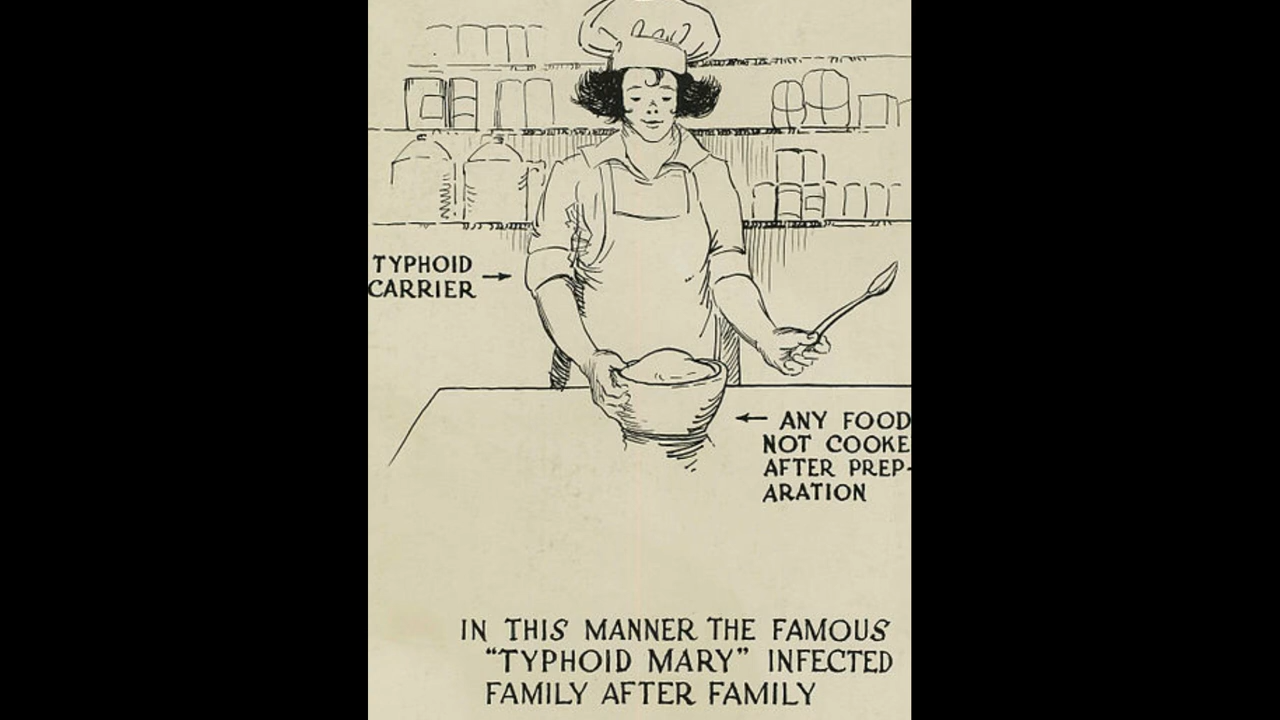 TYPHOID
CARRIER
ANY FOOD
NOT COOKE
AFTER PREP-
ARATION
IN THIS MANNER THE FAMOUS
"TYPHOID MARY" INFECTED
FAMILY AFTER FAMILY